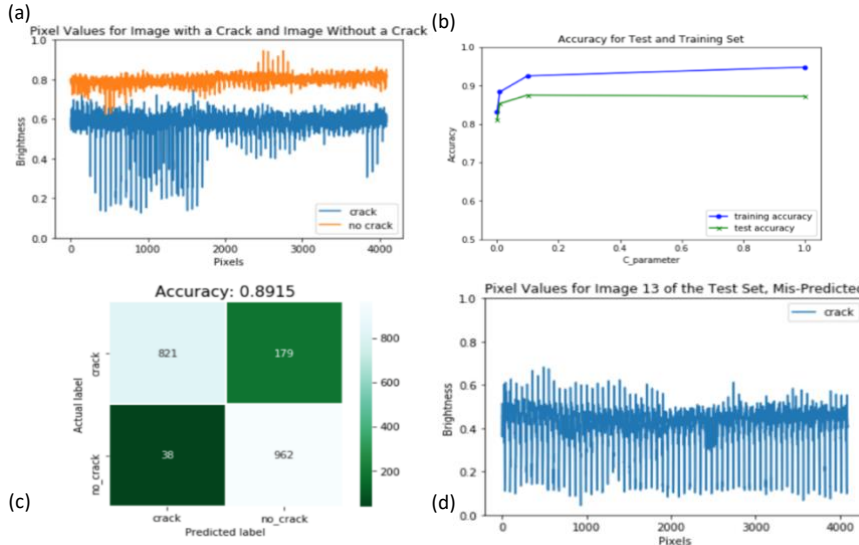 (a)
Pixel Values for Image with a Crack and Image Without a Crack
1.0
0.8
0.6
0.4
0.2
0.0
Brightness
0 1000 2000 3000 4000
Pixels
crack
no crack
(b)
Accuracy for Test and Training Set
1.0
0.9
0.8
0.7
0.6
0.5
Accuracy
0.0 0.2 0.4 0.6 0.8 1.0
C_parameter
training accuracy
test accuracy
(c)
Accuracy: 0.8915
Actual label
crack
no_crack
821 179
38 962
crack no_crack
Predicted label
800
600
400
200
(d)
Pixel Values for Image 13 of the Test Set, Mis-Predicted
1.0
0.8
0.6
0.4
0.2
0.0
Brightness
0 1000 2000 3000 4000
Pixels
crack